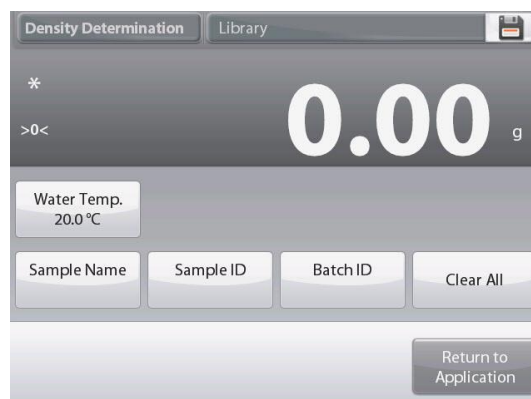 Density Determination Library
*
0.00 g
>0<
Water Temp.
20.0 °C
Sample Name Sample ID Batch ID Clear All
Return to
Application